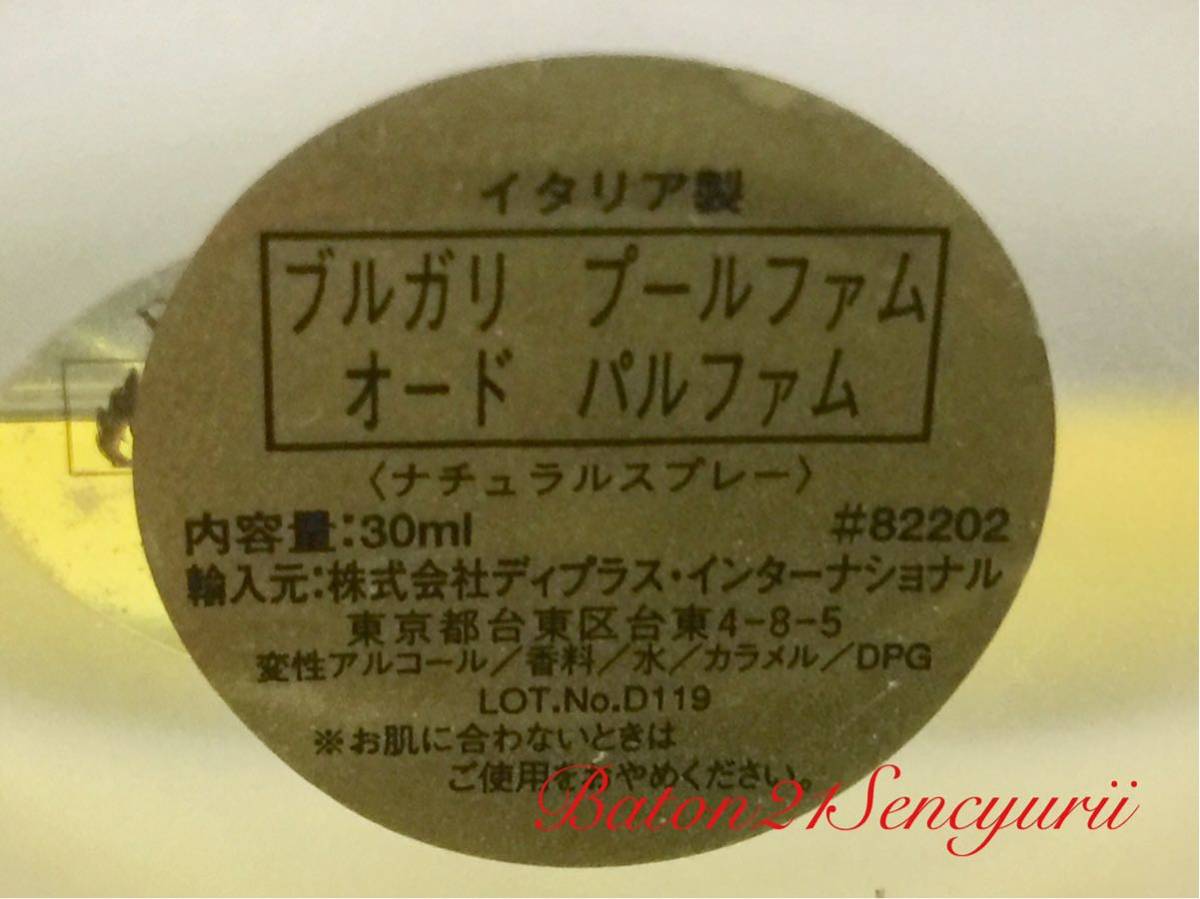 イタリア製
ブルガリ プールファム
オード パルファム
〈ナチュラルスプレー〉
内容量:30ml #82202
輸入元:株式会社ディプラス・インターナショナル
東京都台東区台東4-8-5
変性アルコール/香料/水/カラメル/DPG
LOT.No.D119
※お肌に合わないときは
ご使用をおやめください。
Baton21Sencyurii